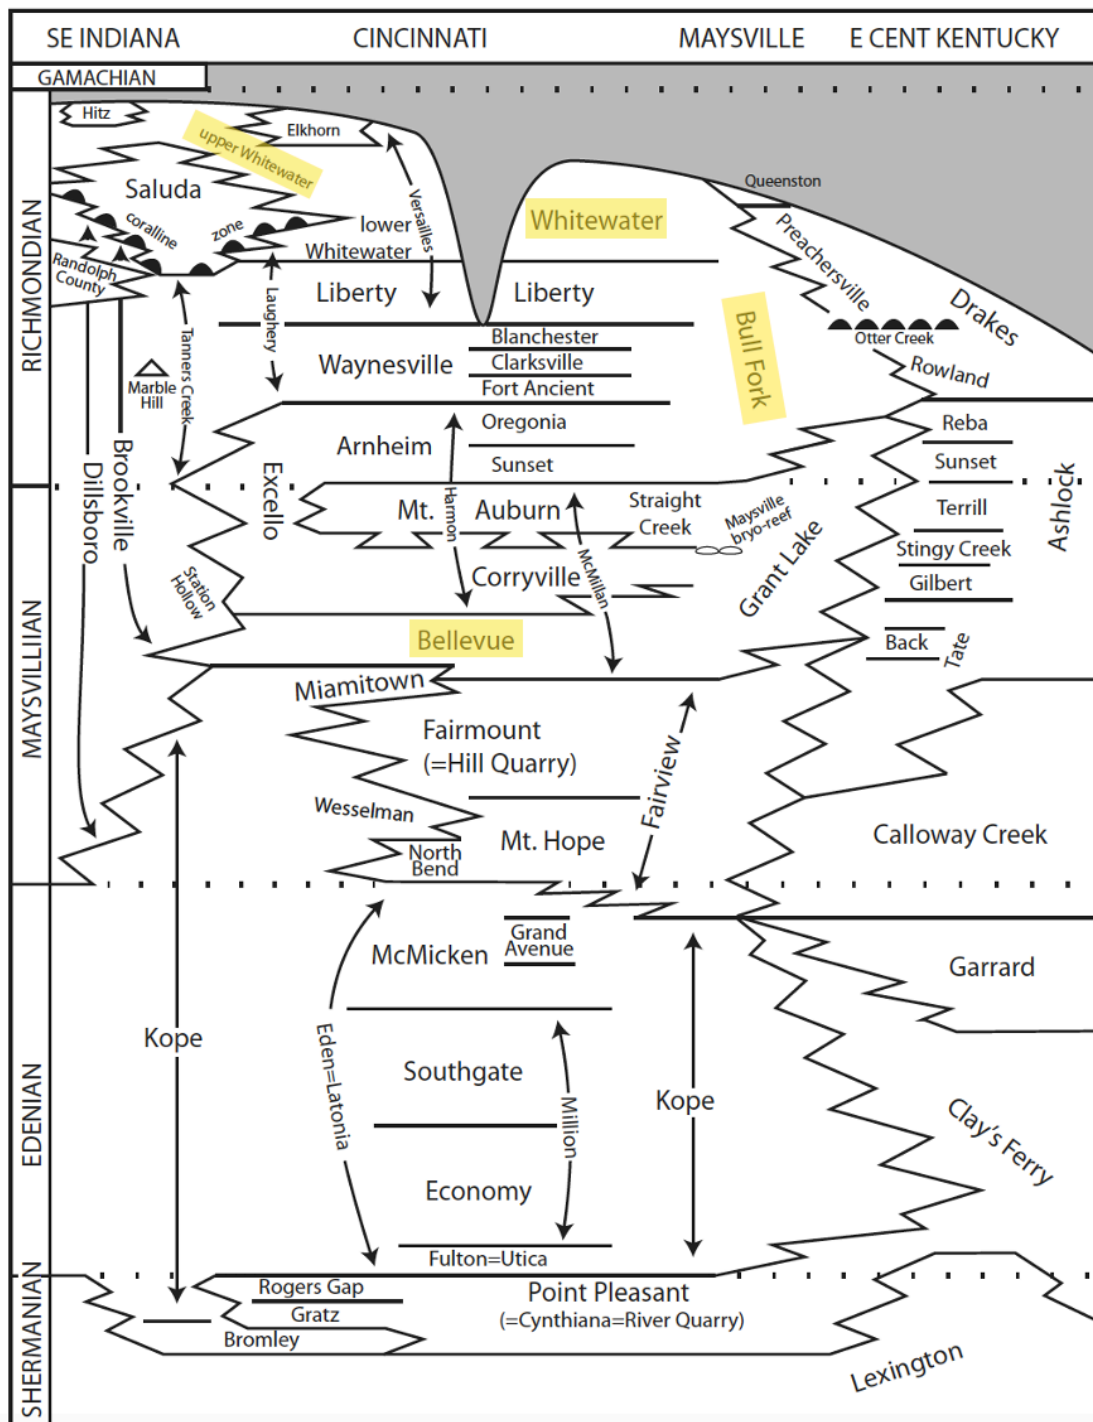 SE INDIANA
CINCINNATI
MAYSVILLE
E CENT KENTUCKY
GAMACHIAN
RICHMONDIAN
MAYSVILLIIAN
EDENIAN
SHERMANIAN
Hitz
upper Whitewater
Elkhorn
Saluda
coralline
zone
lower
Whitewater
Versailles
Whitewater
Queenston
Preachersville
Drakes
Randolph
County
Laughery
Liberty
Liberty
Bull Fork
Otter Creek
Rowland
Tanners Creek
Marble
Hill
Waynesville
Blanchester
Clarksville
Fort Ancient
Brookville
Dillsboro
Arnheim
Oregonia
Sunset
Reba
Sunset
Excello
Harmon
Mt. Auburn
Straight
Creek
Maysville
bryo-reef
Terrill
Ashlock
Station
Hollow
Corryville
McMillan
Grant Lake
Stingy Creek
Gilbert
Bellevue
Back
Tate
Miamitown
Fairmount
(=Hill Quarry)
Fairview
Wesselman
North
Bend
Mt. Hope
Calloway Creek
McMicken
Grand
Avenue
Garrard
Kope
Eden=Latonia
Southgate
Million
Kope
Clay's Ferry
Economy
Fulton=Utica
Rogers Gap
Gratz
Bromley
Point Pleasant
(=Cynthiana=River Quarry)
Lexington